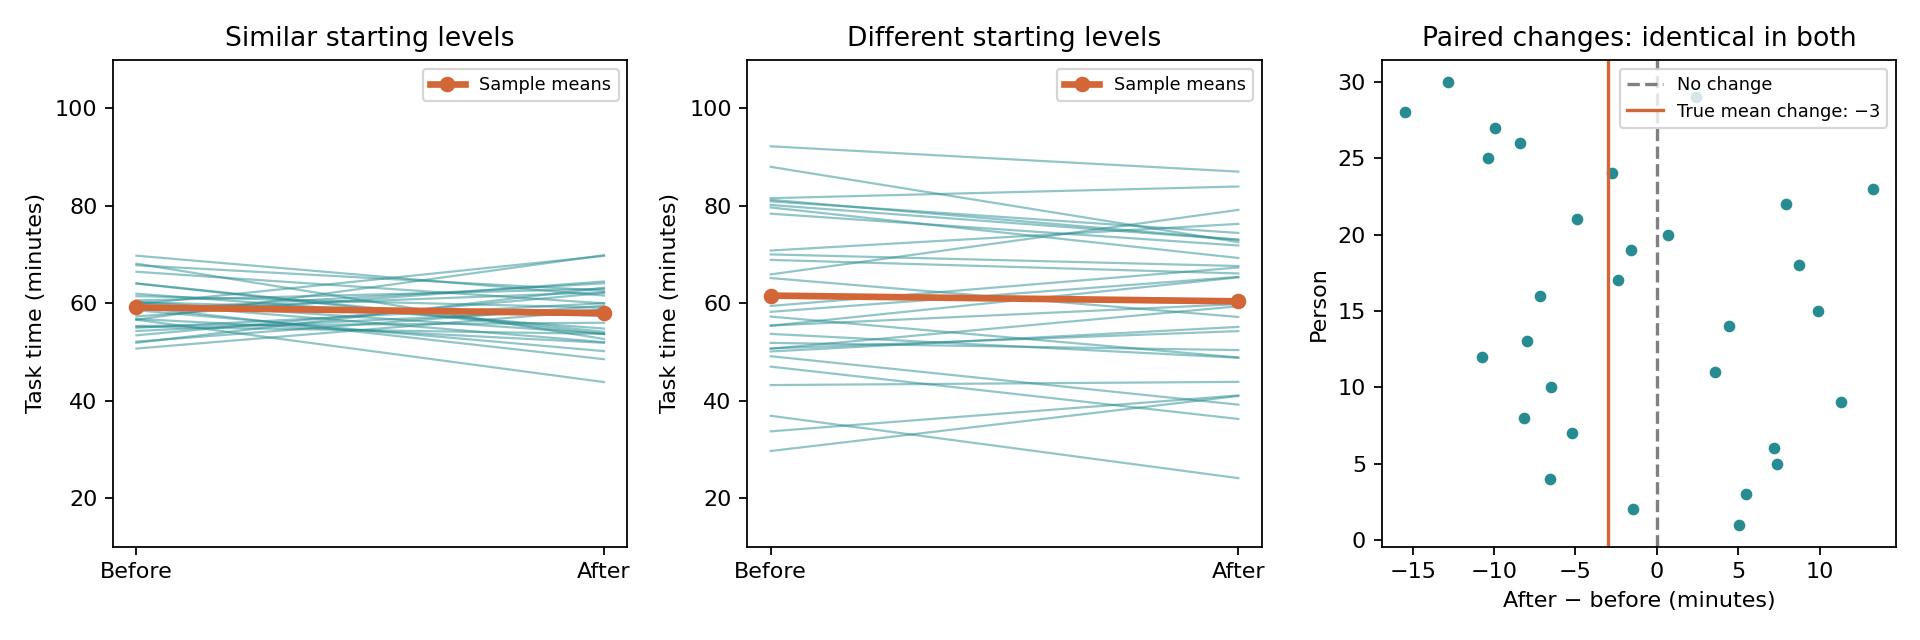 Similar starting levels
Sample means
100
80
60
40
20
Task time (minutes)
Before
After
Different starting levels
Sample means
100
80
60
40
20
Task time (minutes)
Before
After
Paired changes: identical in both
No change
True mean change: −3
30
25
20
15
10
5
0
Person
−15
−10
−5
0
5
10
After − before (minutes)